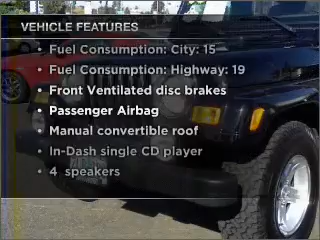 VEHICLE FEATURES
• Fuel Consumption: City: 15
• Fuel Consumption: Highway: 19
• Front Ventilated disc brakes
• Passenger Airbag
• Manual convertible roof
• In-Dash single CD player
• 4 speakers